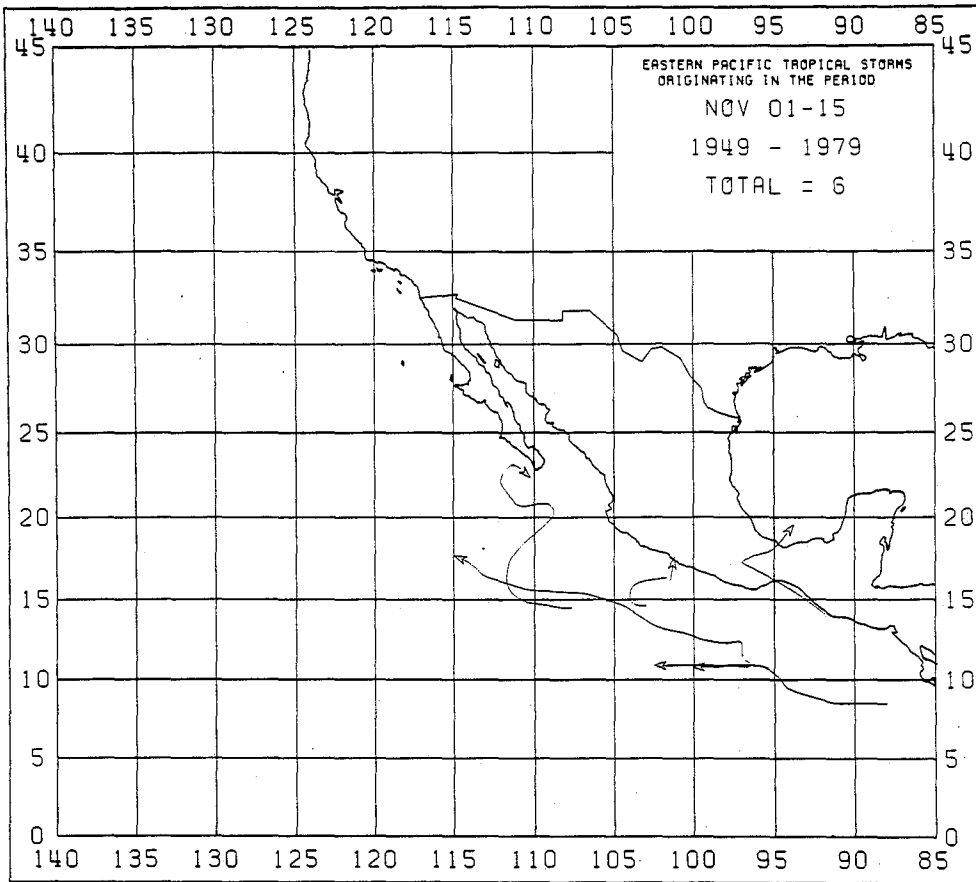 140 135 130 125 120 115 110 105 100 95 90 85
45 45
EASTERN PACIFIC TROPICAL STORMS
ORIGINATING IN THE PERIOD
NOV 01-15
1949 - 1979
TOTAL = 6
40 40
35 35
30 30
25 25
20 20
15 15
10 10
5 5
0 0
140 135 130 125 120 115 110 105 100 95 90 85